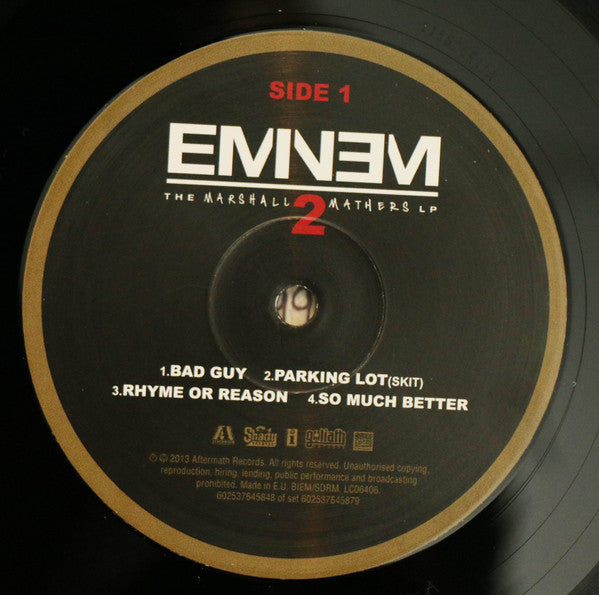 SIDE 1
EMINEM
THE MARSHALL MATHERS LP
2
1.BAD GUY 2.PARKING LOT(SKIT)
3.RHYME OR REASON 4.SO MUCH BETTER
Shady goliath
℗ © 2013 Aftermath Records. All rights reserved. Unauthorised copying,
reproduction, hiring, lending, public performance and broadcasting
prohibited. Made in E.U. BIEM/SDRM. LC06406.
602537645848 of set 602537645879